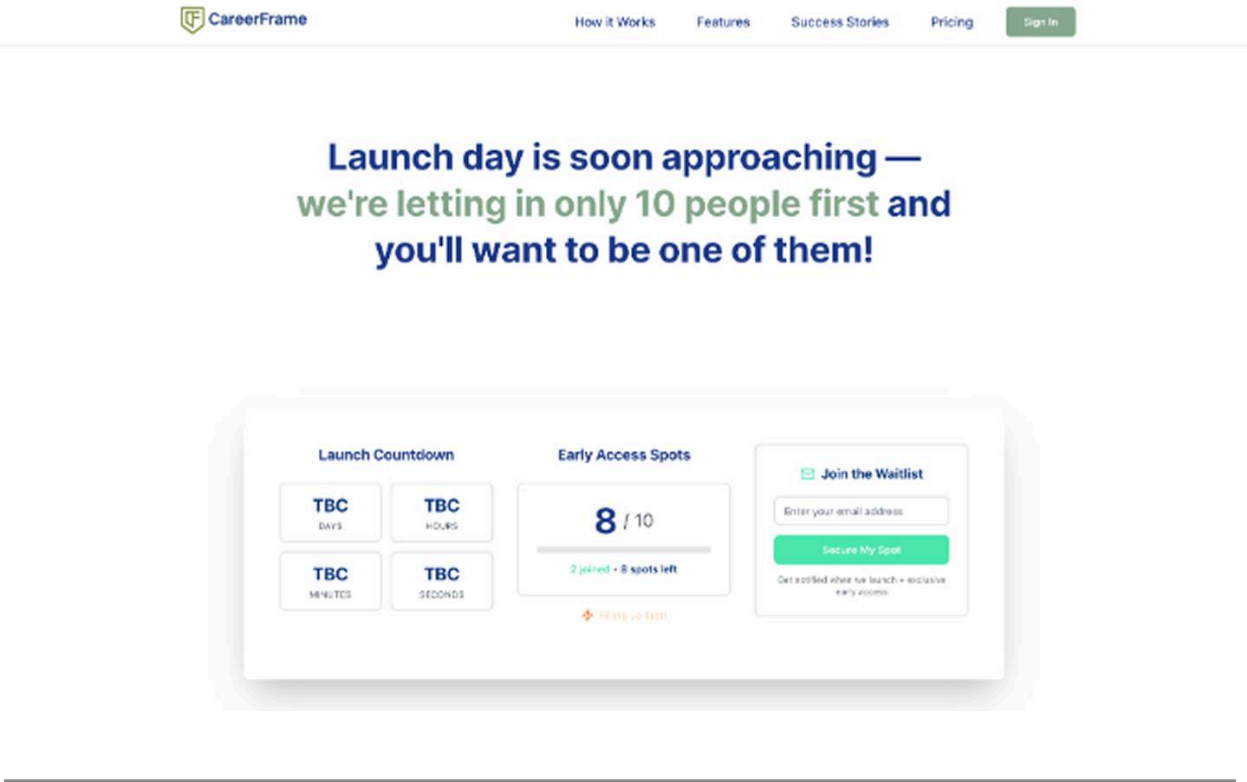 CareerFrame
How it Works
Features
Success Stories
Pricing
Sign In
Launch day is soon approaching —
we're letting in only 10 people first and
you'll want to be one of them!
Launch Countdown
TBC
DAYS
TBC
HOURS
TBC
MINUTES
TBC
SECONDS
Early Access Spots
8 / 10
2 joined • 8 spots left
Filling up fast!
Join the Waitlist
Enter your email address
Secure My Spot
Get notified when we launch + exclusive
early access